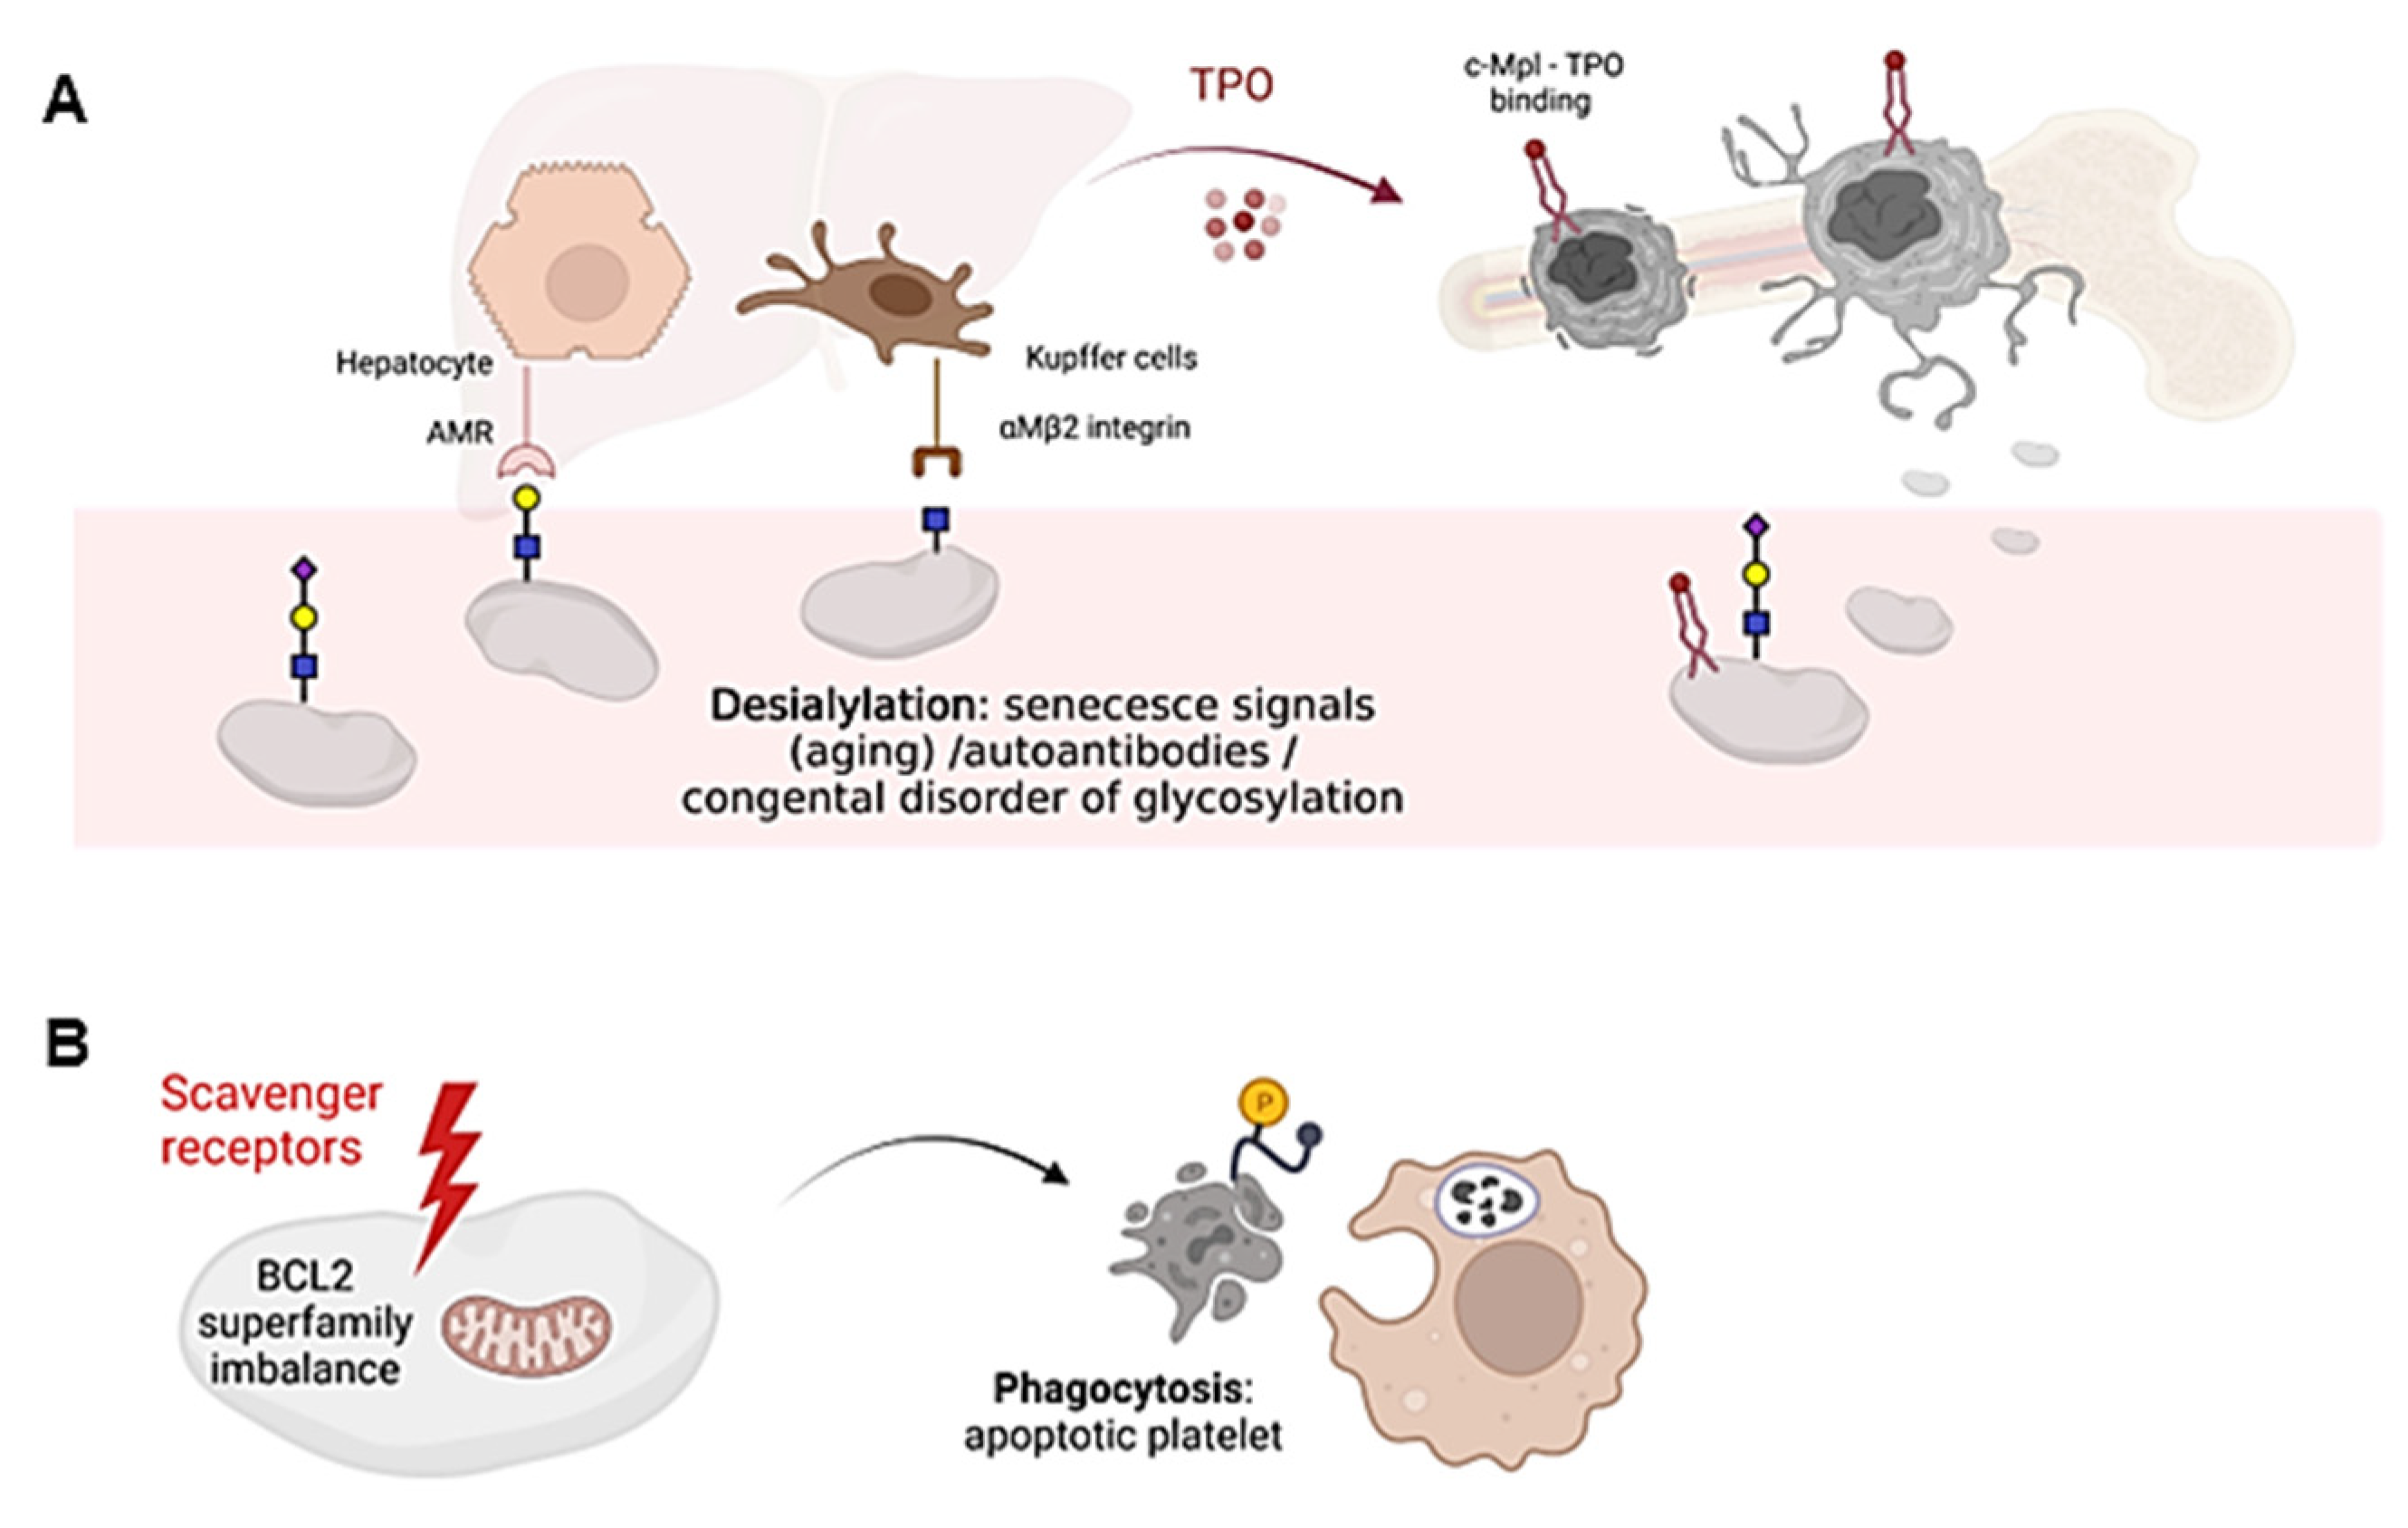 A
TPO
c-Mpl - TPO
binding
Hepatocyte
AMR
Kupffer cells
αMβ2 integrin
Desialylation: senecesce signals
(aging) /autoantibodies /
congental disorder of glycosylation
B
Scavenger
receptors
BCL2
superfamily
imbalance
P
Phagocytosis:
apoptotic platelet